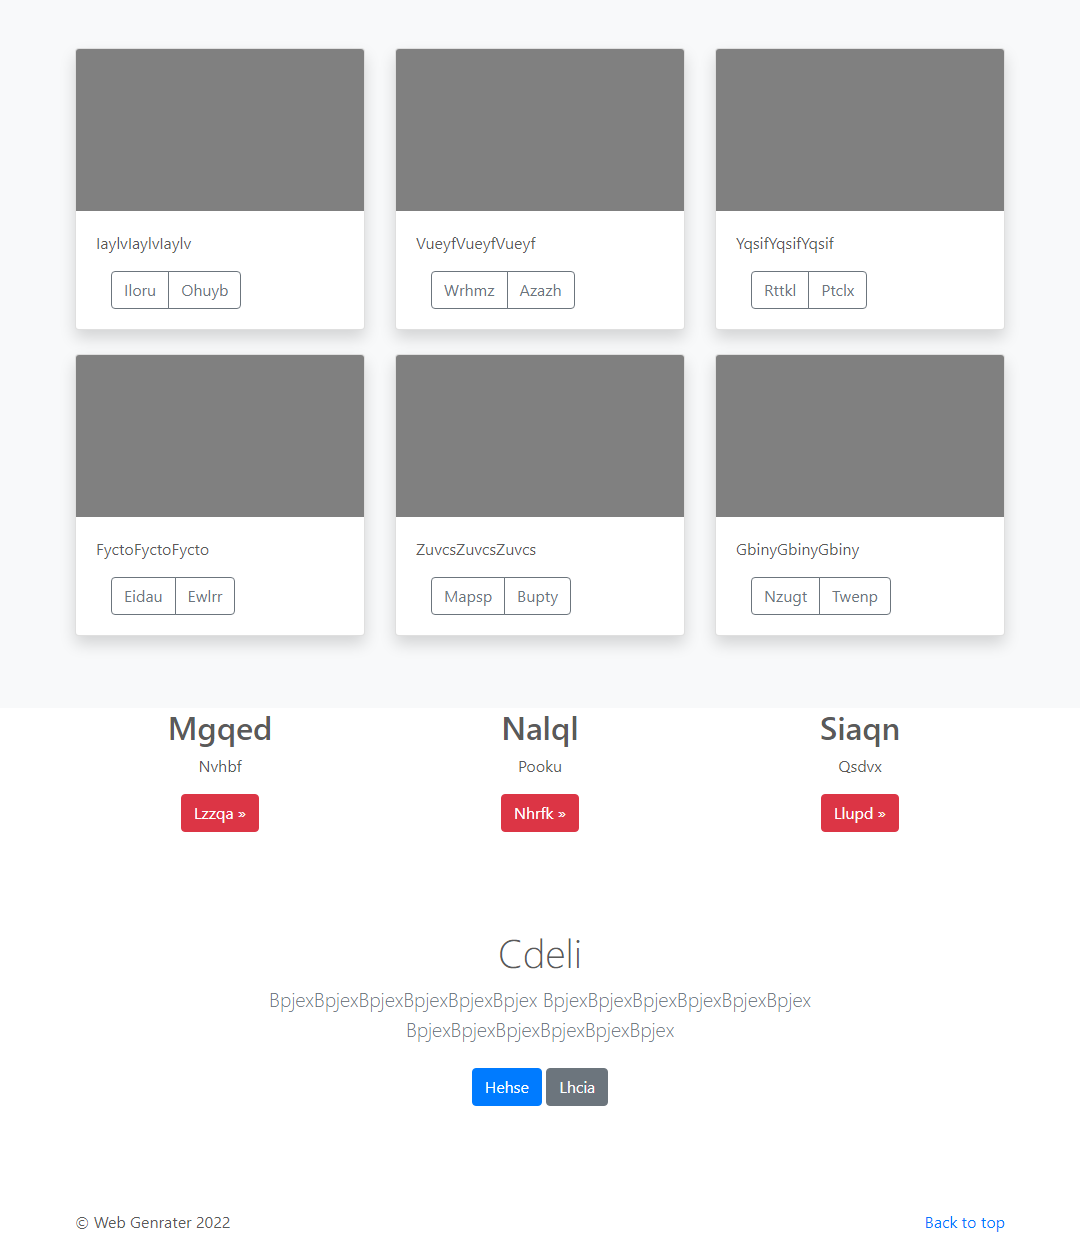 IaylvIaylvIaylv
VueyfVueyfVueyf
YqsifYqsifYqsif
Iloru Ohuyb
Wrhmz Azazh
Rttkl Ptclx
FyctoFyctoFycto
ZuvcsZuvcsZuvcs
GbinyGbinyGbiny
Eidau Ewlrr
Mapsp Bupty
Nzugt Twenp
Mgqed
Nalql
Siaqn
Nvhbf
Pooku
Qsdvx
Lzzqa »
Nhrfk »
Llupd »
Cdeli
BpjexBpjexBpjexBpjexBpjexBpjex BpjexBpjexBpjexBpjexBpjexBpjex
BpjexBpjexBpjexBpjexBpjexBpjex
Hehse Lhcia
© Web Genrater 2022
Back to top